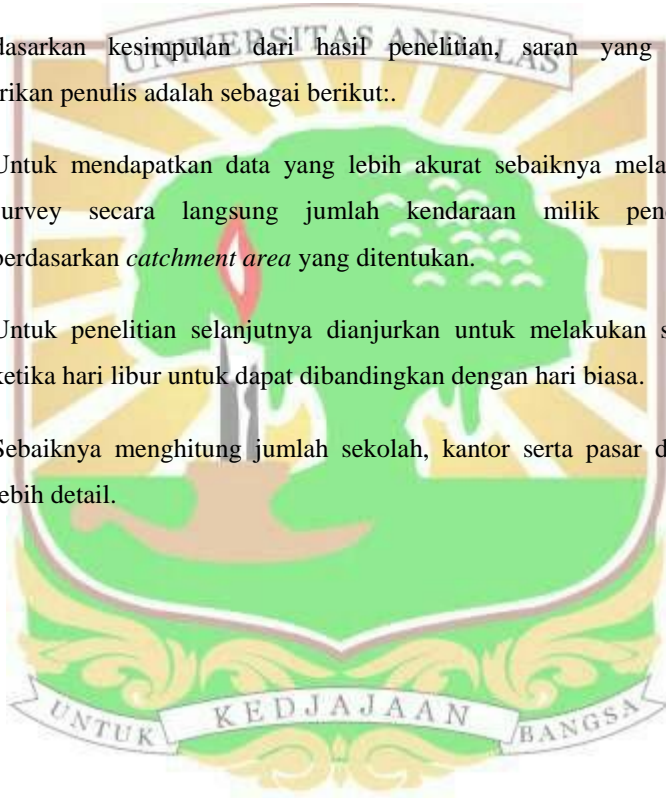 UNIVERSITAS ANDALAS
dasarkan kesimpulan dari hasil penelitian, saran yang
rikan penulis adalah sebagai berikut:.
Untuk mendapatkan data yang lebih akurat sebaiknya mela
survey secara langsung jumlah kendaraan milik pen
berdasarkan catchment area yang ditentukan.
Untuk penelitian selanjutnya dianjurkan untuk melakukan s
ketika hari libur untuk dapat dibandingkan dengan hari biasa.
Sebaiknya menghitung jumlah sekolah, kantor serta pasar d
lebih detail.
UNTUK KEDJAJAAN BANGSA